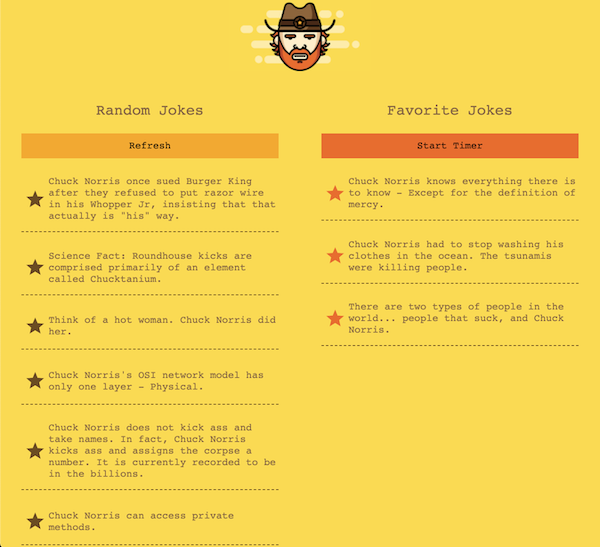 Random Jokes
Refresh
Chuck Norris once sued Burger King
after they refused to put razor wire
in his Whopper Jr, insisting that that
actually is "his" way.
Science Fact: Roundhouse kicks are
comprised primarily of an element
called Chucktanium.
Think of a hot woman. Chuck Norris did
her.
Chuck Norris's OSI network model has
only one layer - Physical.
Chuck Norris does not kick ass and
take names. In fact, Chuck Norris
kicks ass and assigns the corpse a
number. It is currently recorded to be
in the billions.
Chuck Norris can access private
methods.
Favorite Jokes
Start Timer
Chuck Norris knows everything there is
to know - Except for the definition of
mercy.
Chuck Norris had to stop washing his
clothes in the ocean. The tsunamis
were killing people.
There are two types of people in the
world... people that suck, and Chuck
Norris.